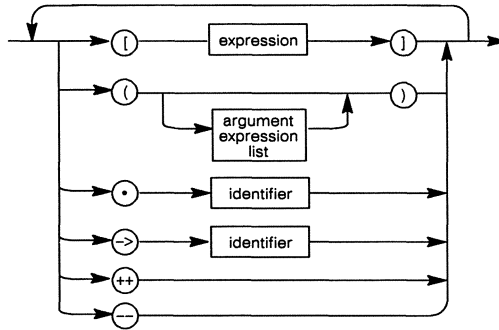 [ expression ]
( )
argument
expression
list
• identifier
-> identifier
++
--